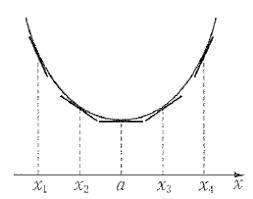 x₁ x₂ a x₃ x₄ x